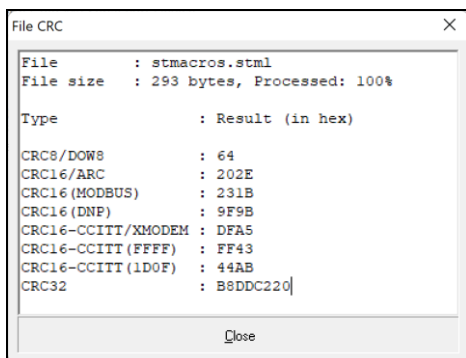 File CRC
File : stmacros.stml
File size : 293 bytes, Processed: 100%
Type : Result (in hex)
CRC8/DOW8 : 64
CRC16/ARC : 202E
CRC16(MODBUS) : 231B
CRC16(DNP) : 9F9B
CRC16-CCITT/XMODEM : DFA5
CRC16-CCITT(FFFF) : FF43
CRC16-CCITT(1D0F) : 44AB
CRC32 : B8DDC220
Close